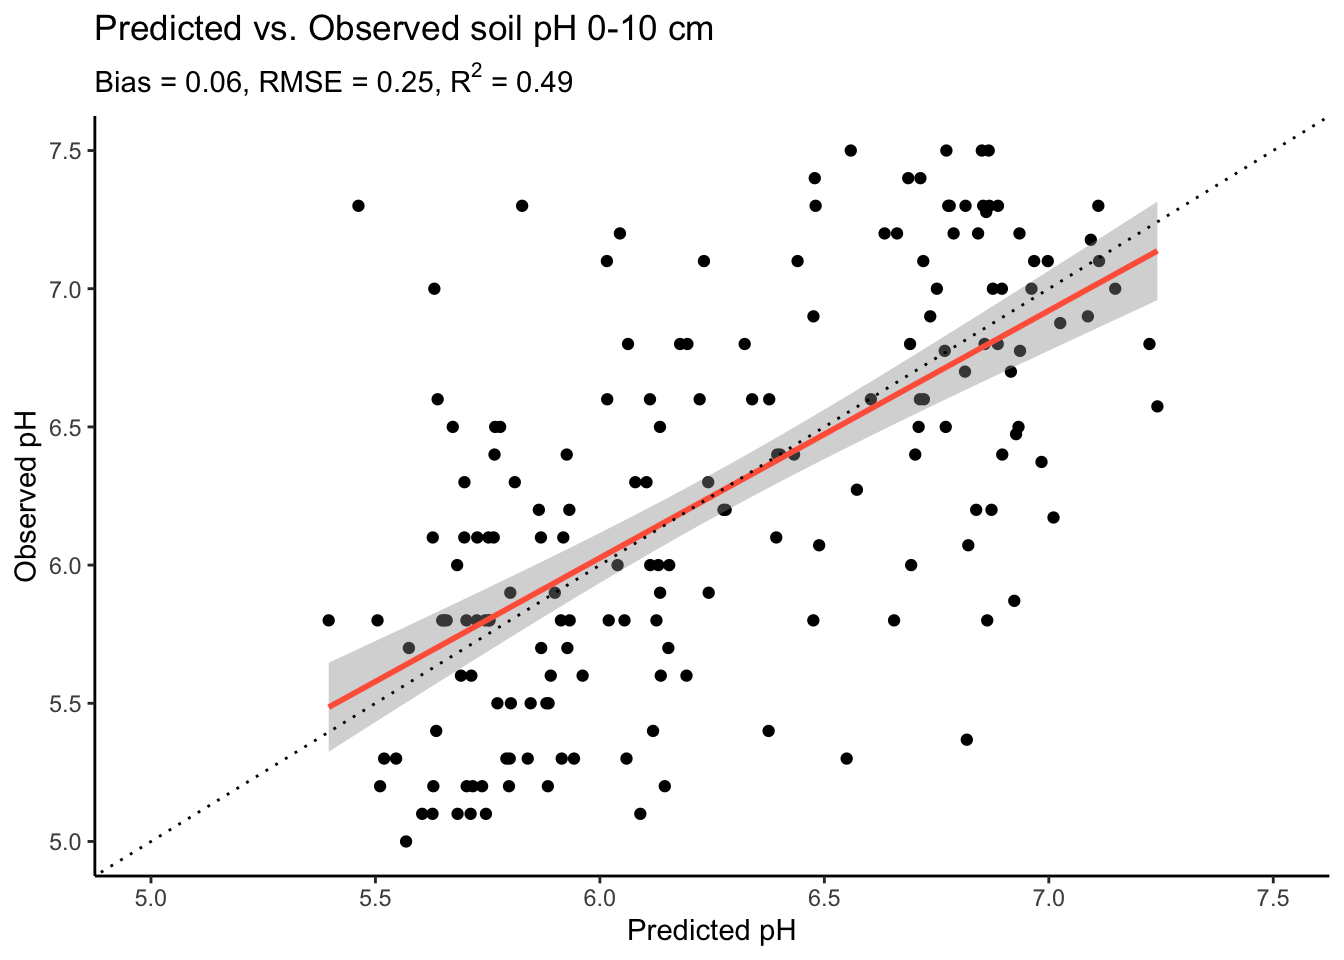 Predicted vs. Observed soil pH 0-10 cm
Bias = 0.06, RMSE = 0.25, R² = 0.49
Observed pH
7.5
7.0
6.5
6.0
5.5
5.0
5.0 5.5 6.0 6.5 7.0 7.5
Predicted pH